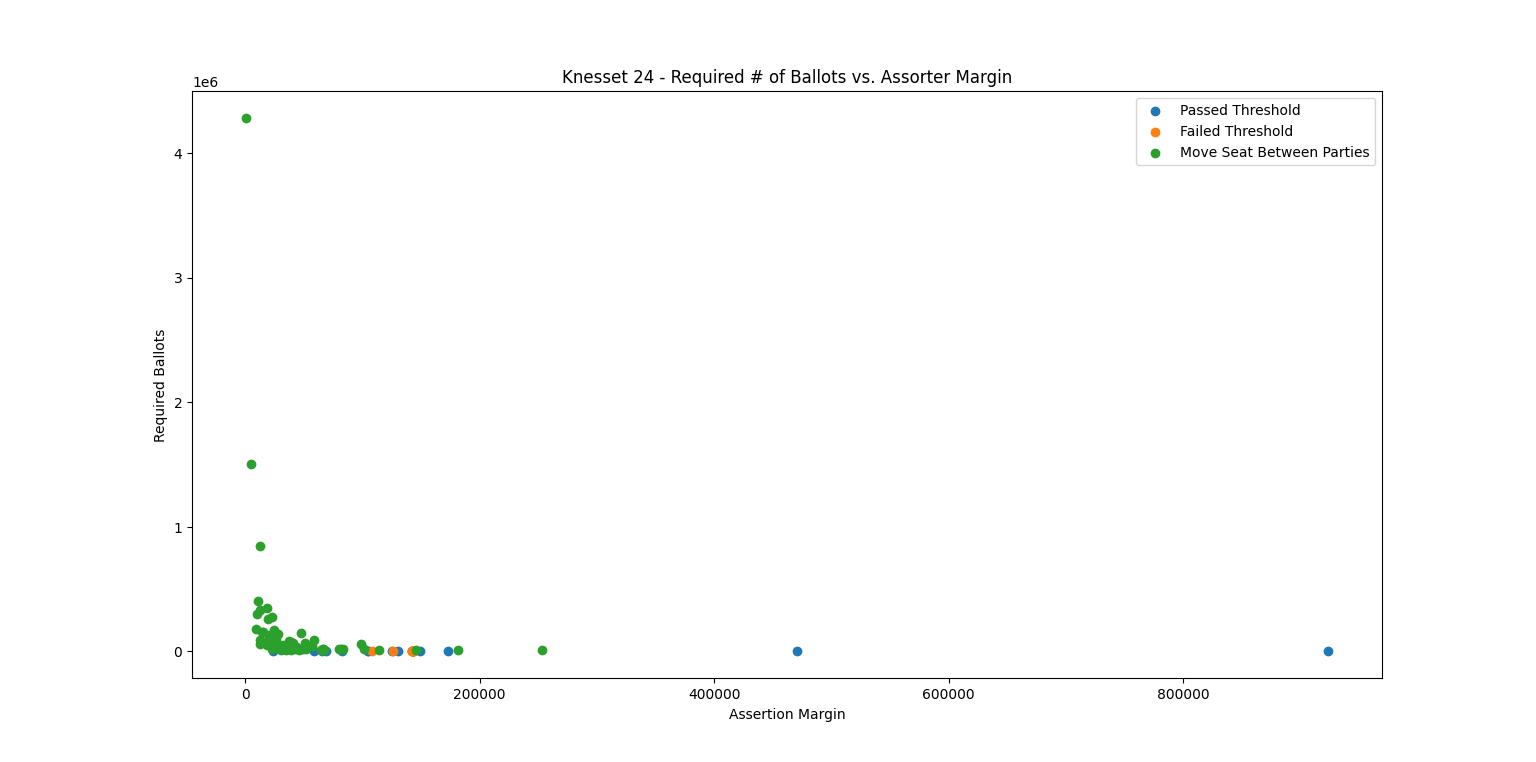 Knesset 24 - Required # of Ballots vs. Assorter Margin
1e6
Passed Threshold
Failed Threshold
Move Seat Between Parties
4
3
2
1
0
Required Ballots
0 200000 400000 600000 800000
Assertion Margin